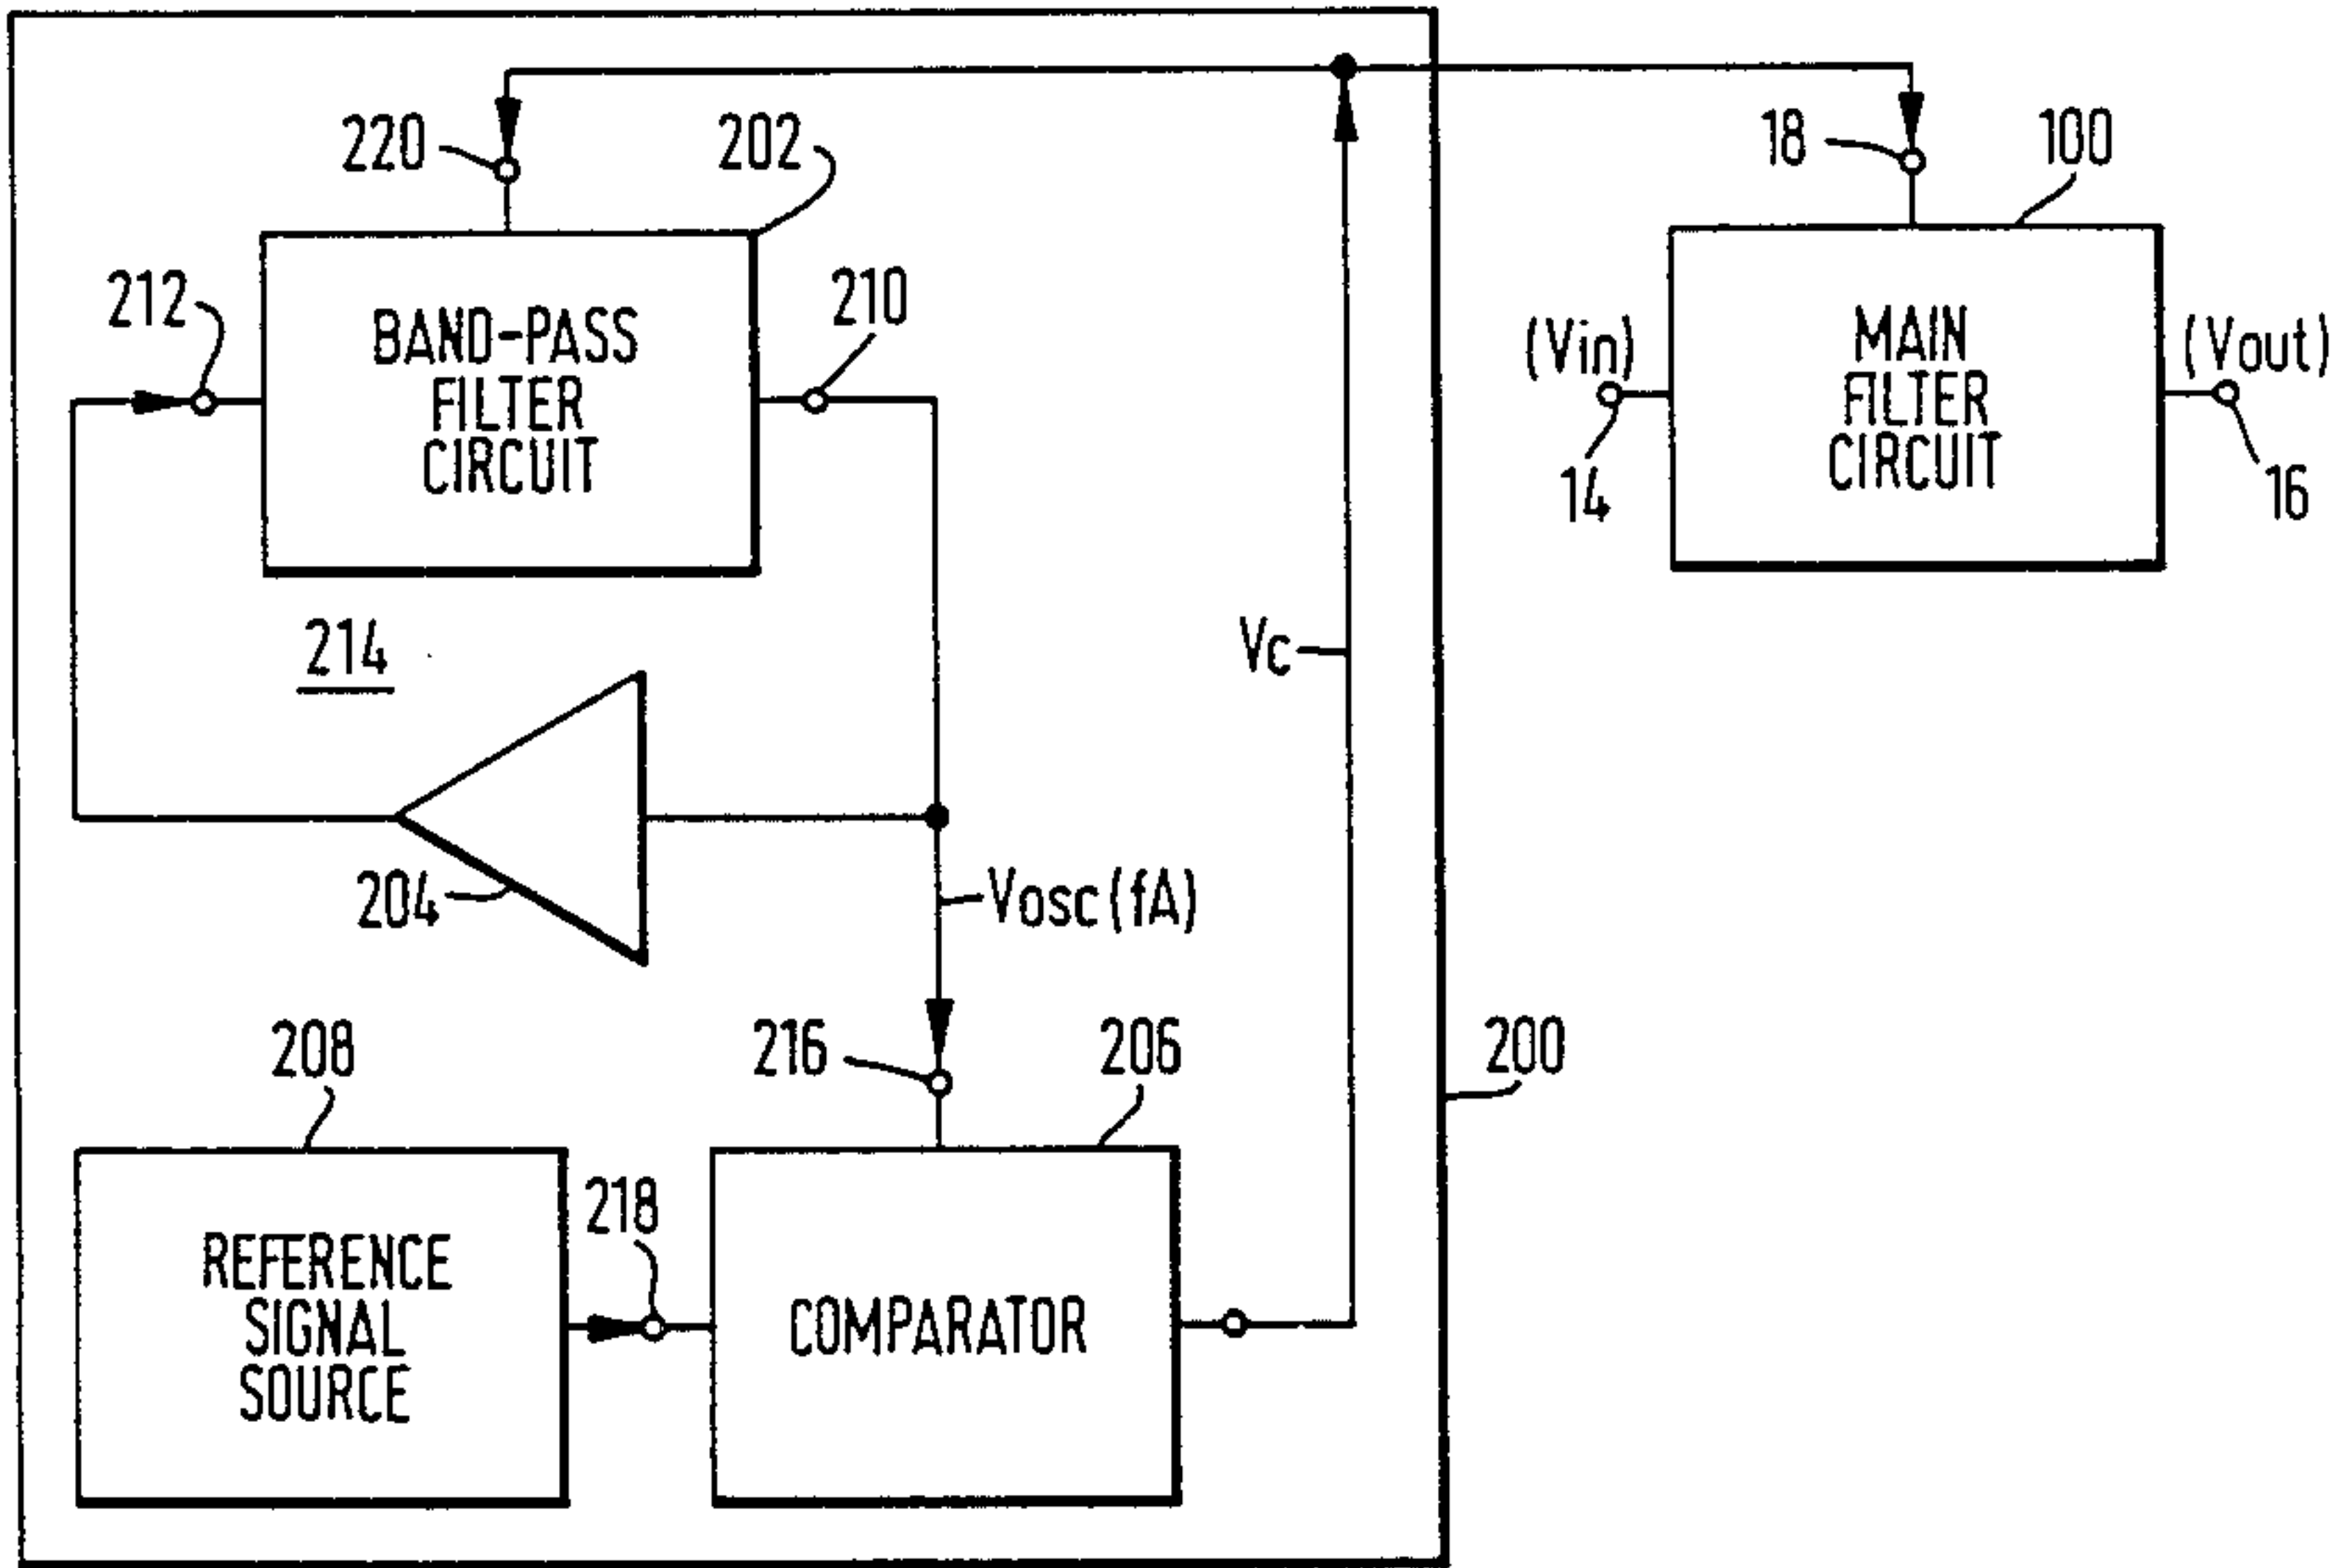 220
202
18
100
212
210
BAND-PASS
FILTER
CIRCUIT
(Vin)
MAIN
FILTER
CIRCUIT
(Vout)
14
16
214
Vc
204
Vosc(fA)
208
216
206
200
218
REFERENCE
SIGNAL
SOURCE
COMPARATOR